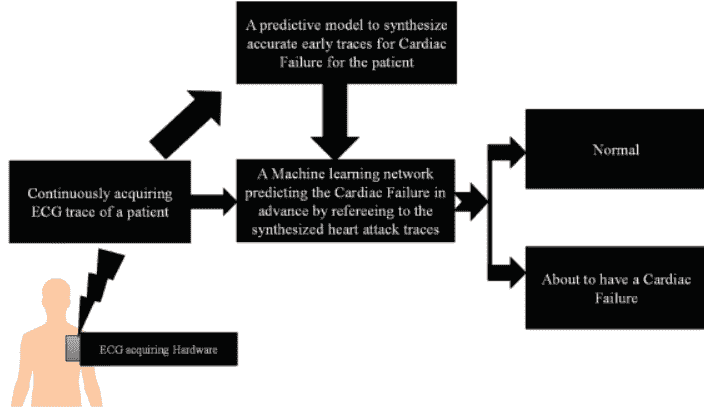 A predictive model to synthesize
accurate early traces for Cardiac
Failure for the patient
Continuously acquiring
ECG trace of a patient
A Machine learning network
predicting the Cardiac Failure in
advance by refereeing to the
synthesized heart attack traces
Normal
About to have a Cardiac
Failure
ECG acquiring Hardware